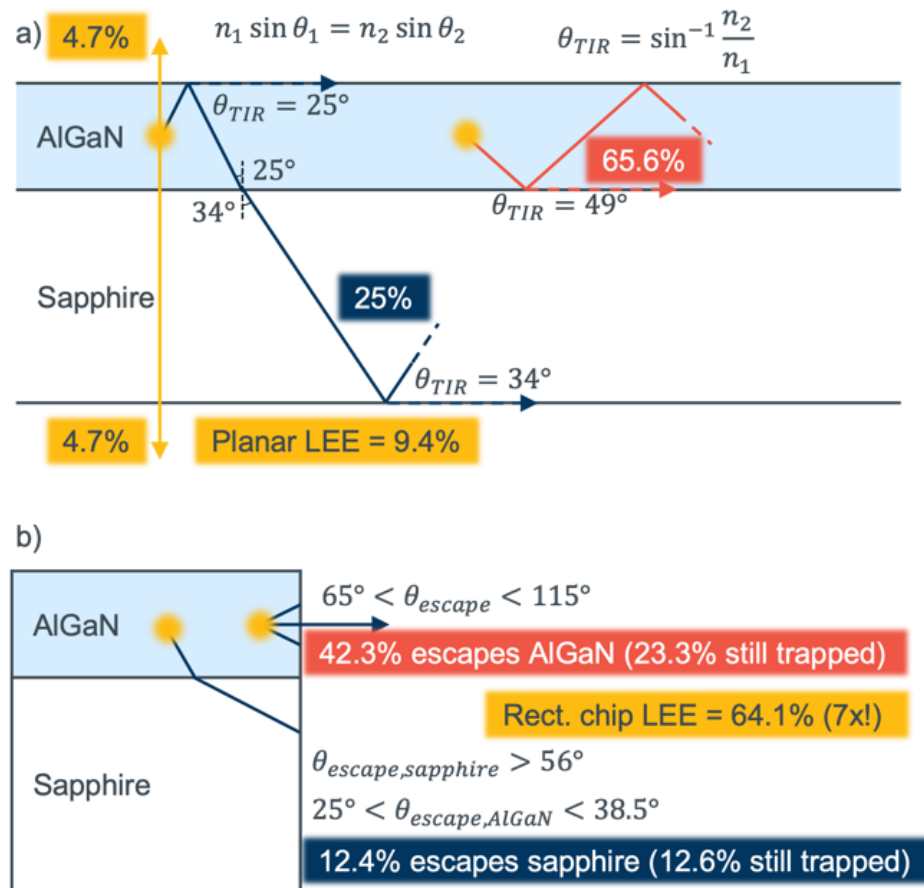 a)
4.7%
n₁ sin θ₁ = n₂ sin θ₂
θ_TIR = sin⁻¹ n₂/n₁
AlGaN
θ_TIR = 25°
65.6%
25°
34°
θ_TIR = 49°
Sapphire
25%
θ_TIR = 34°
4.7%
Planar LEE = 9.4%
b)
AlGaN
65° < θ_escape < 115°
42.3% escapes AlGaN (23.3% still trapped)
Rect. chip LEE = 64.1% (7x!)
Sapphire
θ_escape,sapphire > 56°
25° < θ_escape,AlGaN < 38.5°
12.4% escapes sapphire (12.6% still trapped)